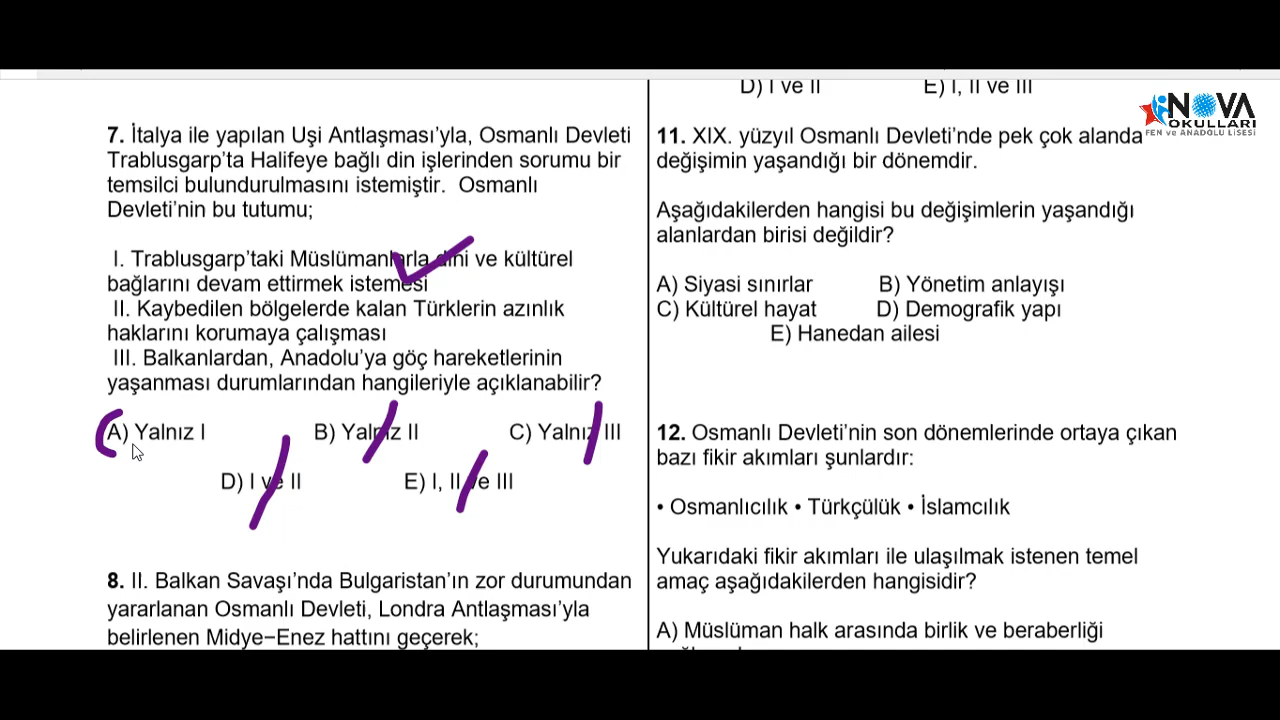 7. İtalya ile yapılan Uşi Antlaşması’yla, Osmanlı Devleti
Trablusgarp’ta Halifeye bağlı din işlerinden sorumu bir
temsilci bulundurulmasını istemiştir. Osmanlı
Devleti’nin bu tutumu;
I. Trablusgarp’taki Müslümanlarla dini ve kültürel
bağlarını devam ettirmek istemesi
II. Kaybedilen bölgelerde kalan Türklerin azınlık
haklarını korumaya çalışması
III. Balkanlardan, Anadolu’ya göç hareketlerinin
yaşanması durumlarından hangileriyle açıklanabilir?
A) Yalnız I B) Yalnız II C) Yalnız III
D) I ve II E) I, II ve III
8. II. Balkan Savaşı’nda Bulgaristan’ın zor durumundan
yararlanan Osmanlı Devleti, Londra Antlaşması’yla
belirlenen Midye−Enez hattını geçerek;
D) I ve II E) I, II ve III
NOVA
OKULLARI
FEN ve ANADOLU LİSESİ
11. XIX. yüzyıl Osmanlı Devleti’nde pek çok alanda
değişimin yaşandığı bir dönemdir.
Aşağıdakilerden hangisi bu değişimlerin yaşandığı
alanlardan birisi değildir?
A) Siyasi sınırlar B) Yönetim anlayışı
C) Kültürel hayat D) Demografik yapı
E) Hanedan ailesi
12. Osmanlı Devleti’nin son dönemlerinde ortaya çıkan
bazı fikir akımları şunlardır:
• Osmanlıcılık • Türkçülük • İslamcılık
Yukarıdaki fikir akımları ile ulaşılmak istenen temel
amaç aşağıdakilerden hangisidir?
A) Müslüman halk arasında birlik ve beraberliği